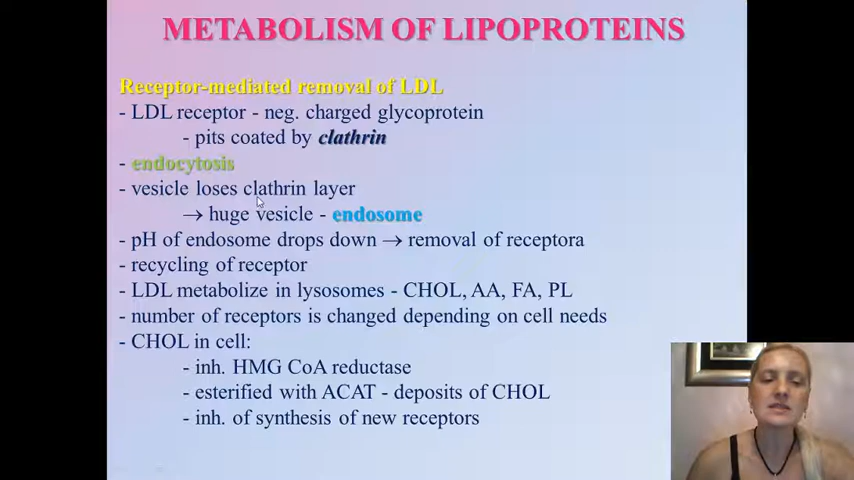 METABOLISM OF LIPOPROTEINS
Receptor-mediated removal of LDL
- LDL receptor - neg. charged glycoprotein
- pits coated by clathrin
- endocytosis
- vesicle loses clathrin layer
→ huge vesicle - endosome
- pH of endosome drops down → removal of receptora
- recycling of receptor
- LDL metabolize in lysosomes - CHOL, AA, FA, PL
- number of receptors is changed depending on cell needs
- CHOL in cell:
- inh. HMG CoA reductase
- esterified with ACAT - deposits of CHOL
- inh. of synthesis of new receptors